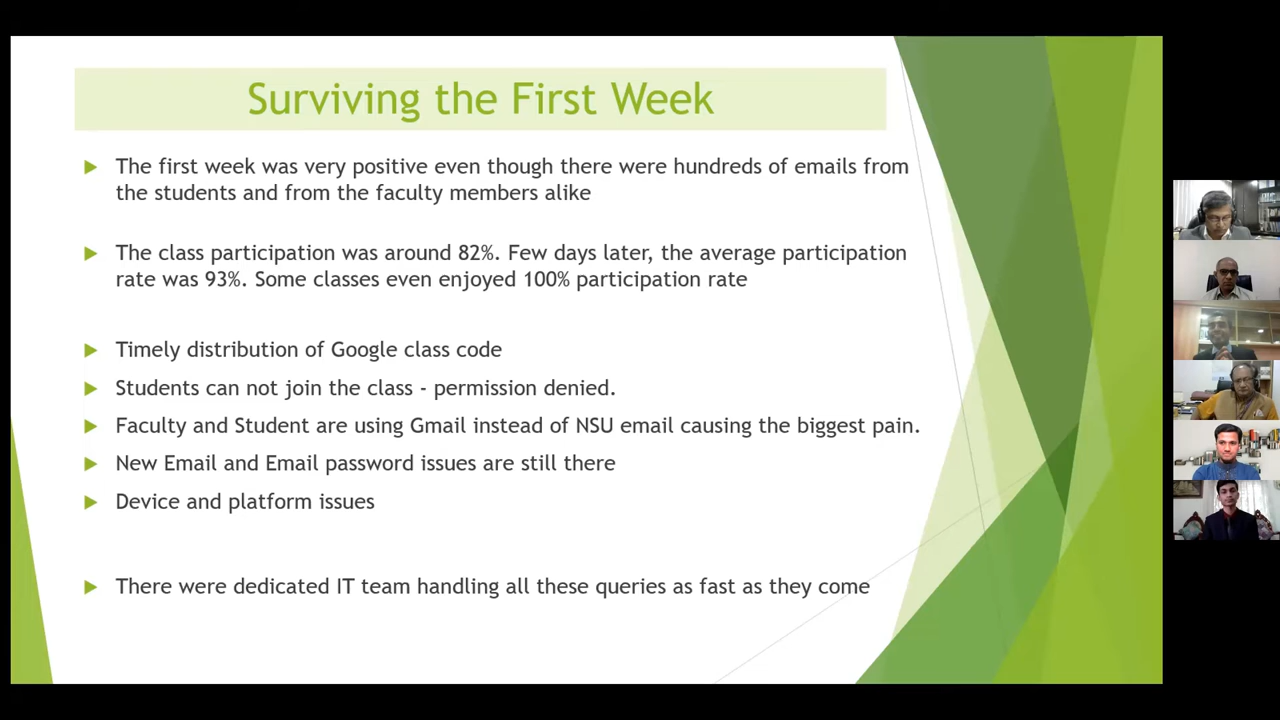 Surviving the First Week
The first week was very positive even though there were hundreds of emails from
the students and from the faculty members alike
The class participation was around 82%. Few days later, the average participation
rate was 93%. Some classes even enjoyed 100% participation rate
Timely distribution of Google class code
Students can not join the class - permission denied.
Faculty and Student are using Gmail instead of NSU email causing the biggest pain.
New Email and Email password issues are still there
Device and platform issues
There were dedicated IT team handling all these queries as fast as they come